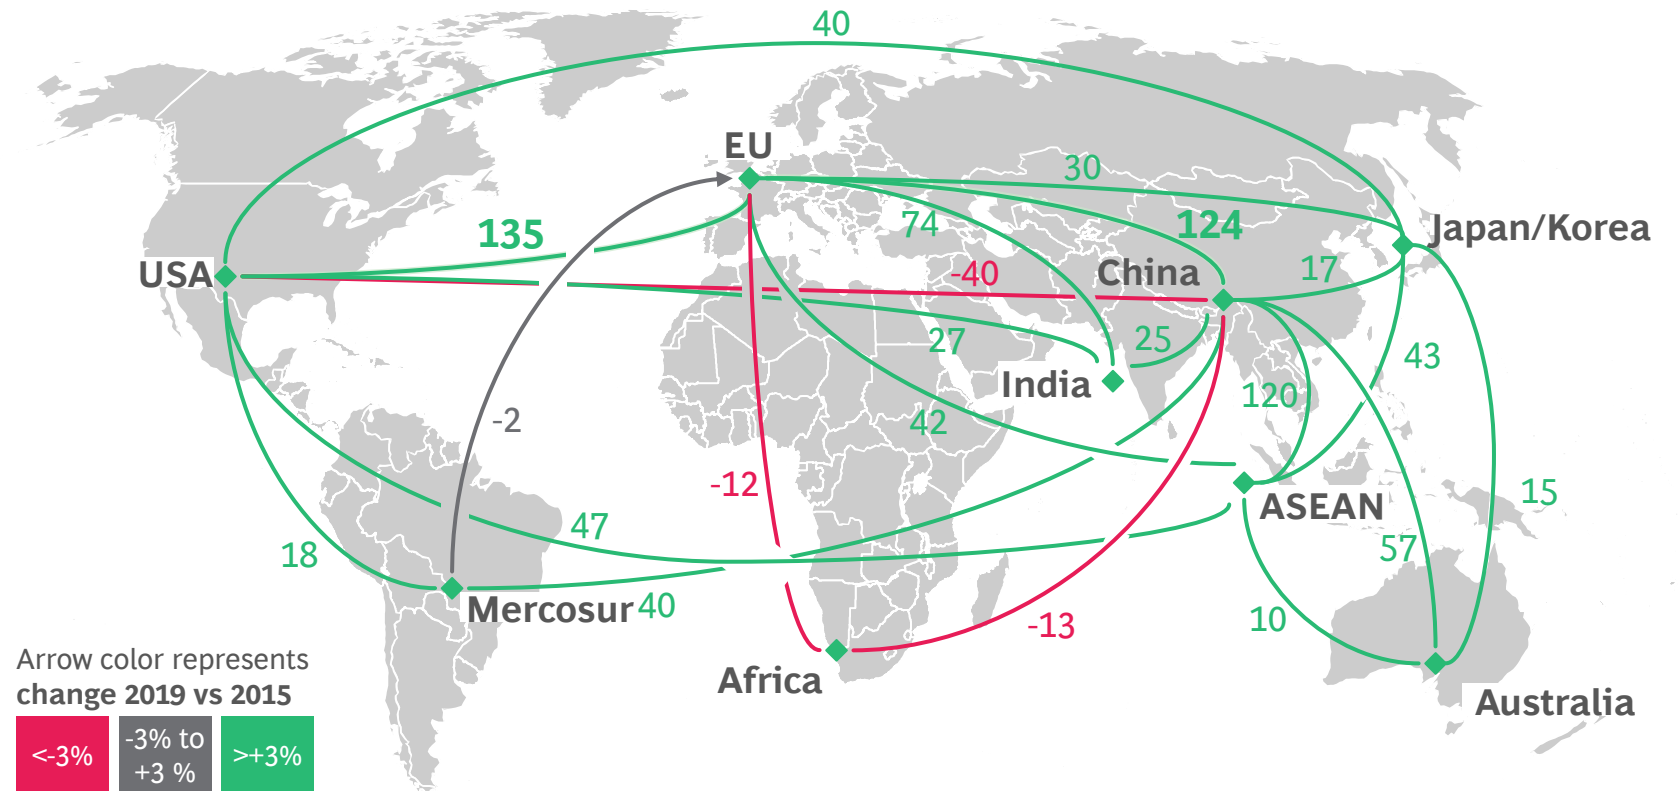 40
EU
30
135
74
124
Japan/Korea
USA
-40
China
17
27
25
43
India
120
-2
42
-12
ASEAN
15
47
18
57
Mercosur
40
10
-13
Africa
Australia
Arrow color represents
change 2019 vs 2015
<-3%
-3% to
+3 %
>+3%